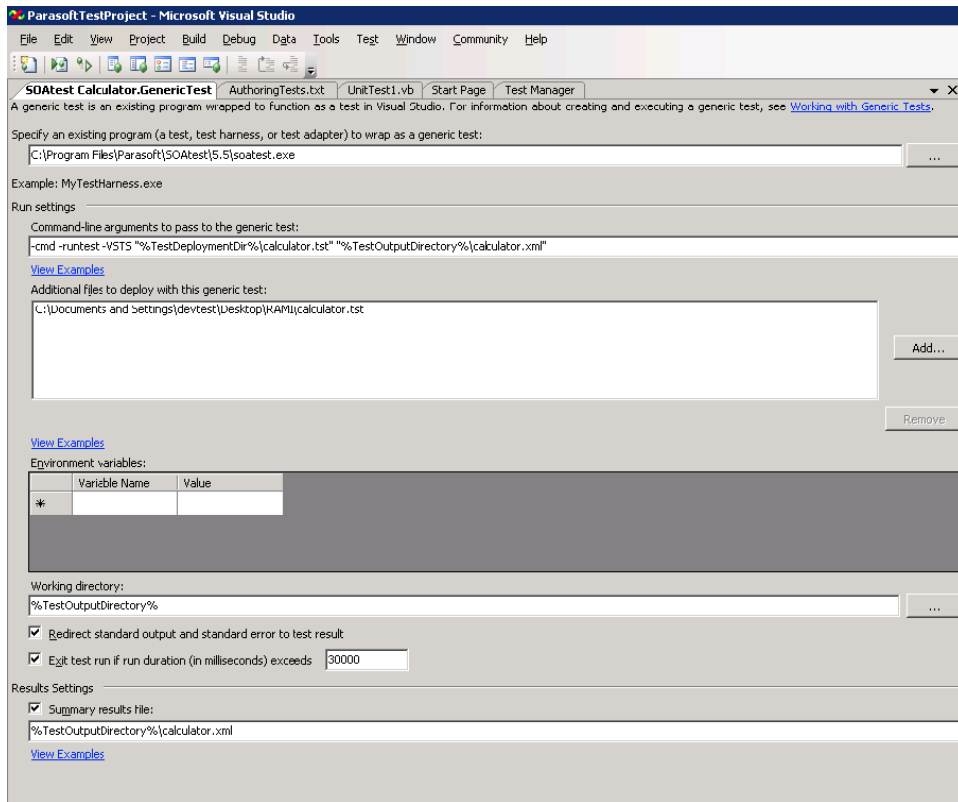 ParasoftTestProject - Microsoft Visual Studio
File Edit View Project Build Debug Data Tools Test Window Community Help
SOAtest Calculator.GenericTest AuthoringTests.txt UnitTest1.vb Start Page Test Manager
A generic test is an existing program wrapped to function as a test in Visual Studio. For information about creating and executing a generic test, see Working with Generic Tests.
Specify an existing program (a test, test harness, or test adapter) to wrap as a generic test:
C:\Program Files\Parasoft\SOAtest\5.5\soatest.exe
...
Example: MyTestHarness.exe
Run settings
Command-line arguments to pass to the generic test:
-cmd -runtest -VSTS "%TestDeploymentDir%\calculator.tst" "%TestOutputDirectory%\calculator.xml"
View Examples
Additional files to deploy with this generic test:
C:\Documents and Settings\devtest\Desktop\RAMI\calculator.tst
Add...
Remove
View Examples
Environment variables:
Variable Name Value
Working directory:
%TestOutputDirectory%
...
Redirect standard output and standard error to test result
Exit test run if run duration (in milliseconds) exceeds 30000
Results Settings
Summary results file:
%TestOutputDirectory%\calculator.xml
View Examples